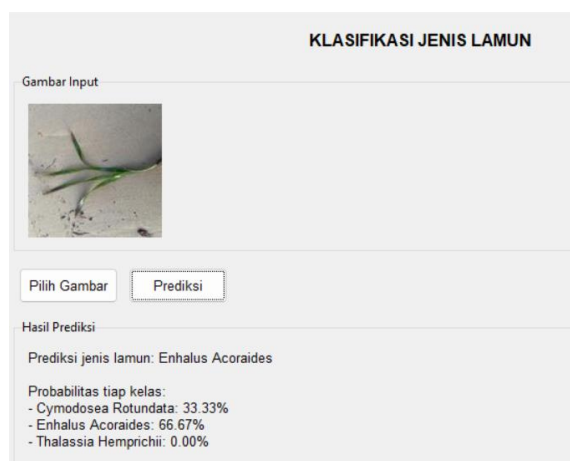 KLASIFIKASI JENIS LAMUN
Gambar Input
Pilih Gambar
Prediksi
Hasil Prediksi
Prediksi jenis lamun: Enhalus Acoraides
Probabilitas tiap kelas:
- Cymodosea Rotundata: 33.33%
- Enhalus Acoraides: 66.67%
- Thalassia Hemprichii: 0.00%